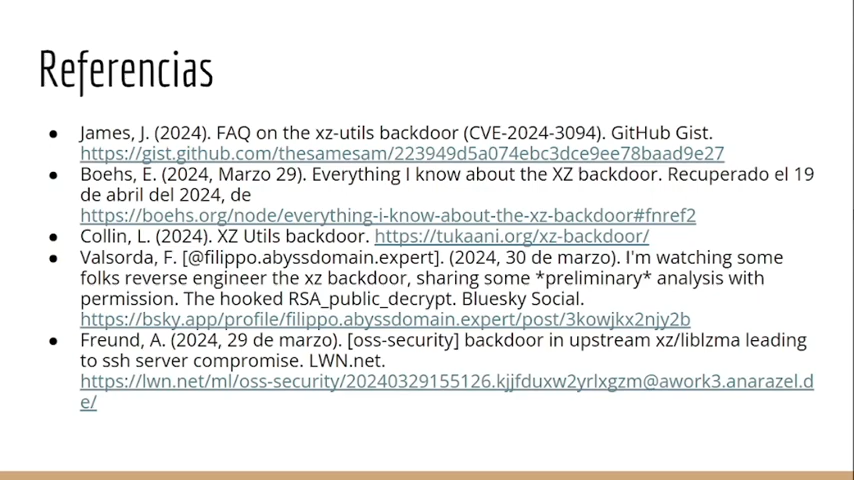 Referencias
● James, J. (2024). FAQ on the xz-utils backdoor (CVE-2024-3094). GitHub Gist.
https://gist.github.com/thesamesam/223949d5a074ebc3dce9ee78baad9e27
● Boehs, E. (2024, Marzo 29). Everything I know about the XZ backdoor. Recuperado el 19
de abril del 2024, de
https://boehs.org/node/everything-i-know-about-the-xz-backdoor#fnref2
● Collin, L. (2024). XZ Utils backdoor. https://tukaani.org/xz-backdoor/
● Valsorda, F. [@filippo.abyssdomain.expert]. (2024, 30 de marzo). I'm watching some
folks reverse engineer the xz backdoor, sharing some *preliminary* analysis with
permission. The hooked RSA_public_decrypt. Bluesky Social.
https://bsky.app/profile/filippo.abyssdomain.expert/post/3kowjkx2njy2b
● Freund, A. (2024, 29 de marzo). [oss-security] backdoor in upstream xz/liblzma leading
to ssh server compromise. LWN.net.
https://lwn.net/ml/oss-security/20240329155126.kjjfduxw2yrlxgzm@awork3.anarazel.d
e/